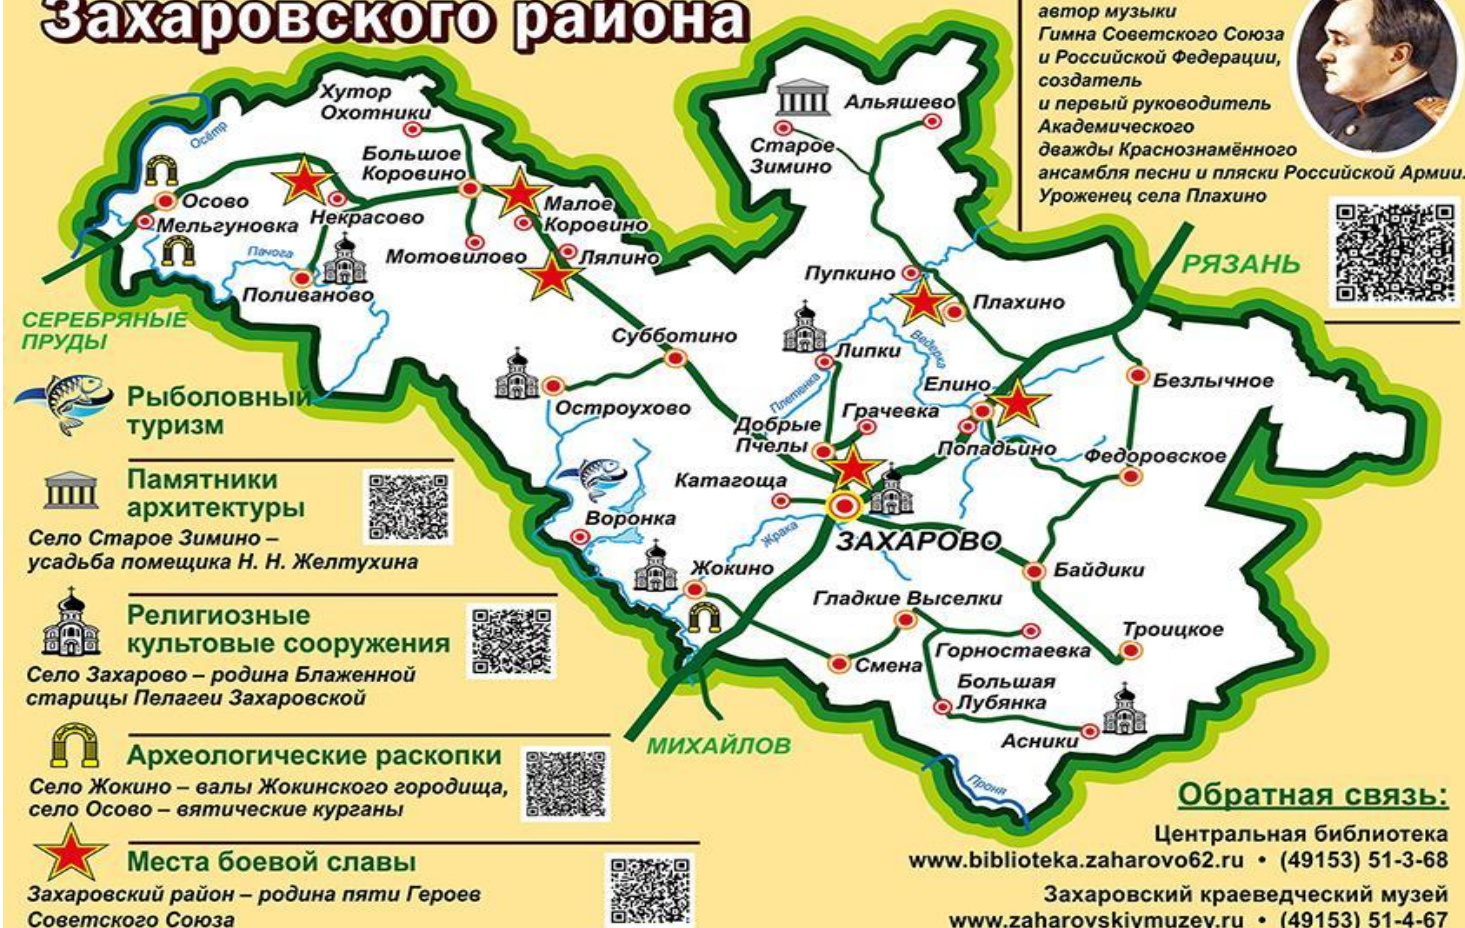 Захаровского района
автор музыки
Гимна Советского Союза
и Российской Федерации,
создатель
и первый руководитель
Академического
дважды Краснознамённого
ансамбля песни и пляски Российской Армии.
Уроженец села Плахино
Хутор
Охотники
Осётр
Большое
Коровино
Альяшево
Старое
Зимино
Осово
Мельгуновка
Некрасово
Малое
Коровино
Мотовилово
Лялино
Пачога
Поливаново
Пупкино
Плахино
РЯЗАНЬ
СЕРЕБРЯНЫЕ
ПРУДЫ
Субботино
Липки
Ведерка
Плетенка
Елино
Безлычное
Остроухово
Грачевка
Добрые
Пчелы
Попадьино
Федоровское
Катагоща
Воронка
Жрака
ЗАХАРОВО
Жокино
Байдики
Гладкие Выселки
Горностаевка
Троицкое
Смена
Большая
Лубянка
Асники
МИХАЙЛОВ
Проня
Рыболовный
туризм
Памятники
архитектуры
Село Старое Зимино –
усадьба помещика Н. Н. Желтухина
Религиозные
культовые сооружения
Село Захарово – родина Блаженной
старицы Пелагеи Захаровской
Археологические раскопки
Село Жокино – валы Жокинского городища,
село Осово – вятические курганы
Места боевой славы
Захаровский район – родина пяти Героев
Советского Союза
Обратная связь:
Центральная библиотека
www.biblioteka.zaharovo62.ru • (49153) 51-3-68
Захаровский краеведческий музей
www.zaharovskiymuzey.ru • (49153) 51-4-67